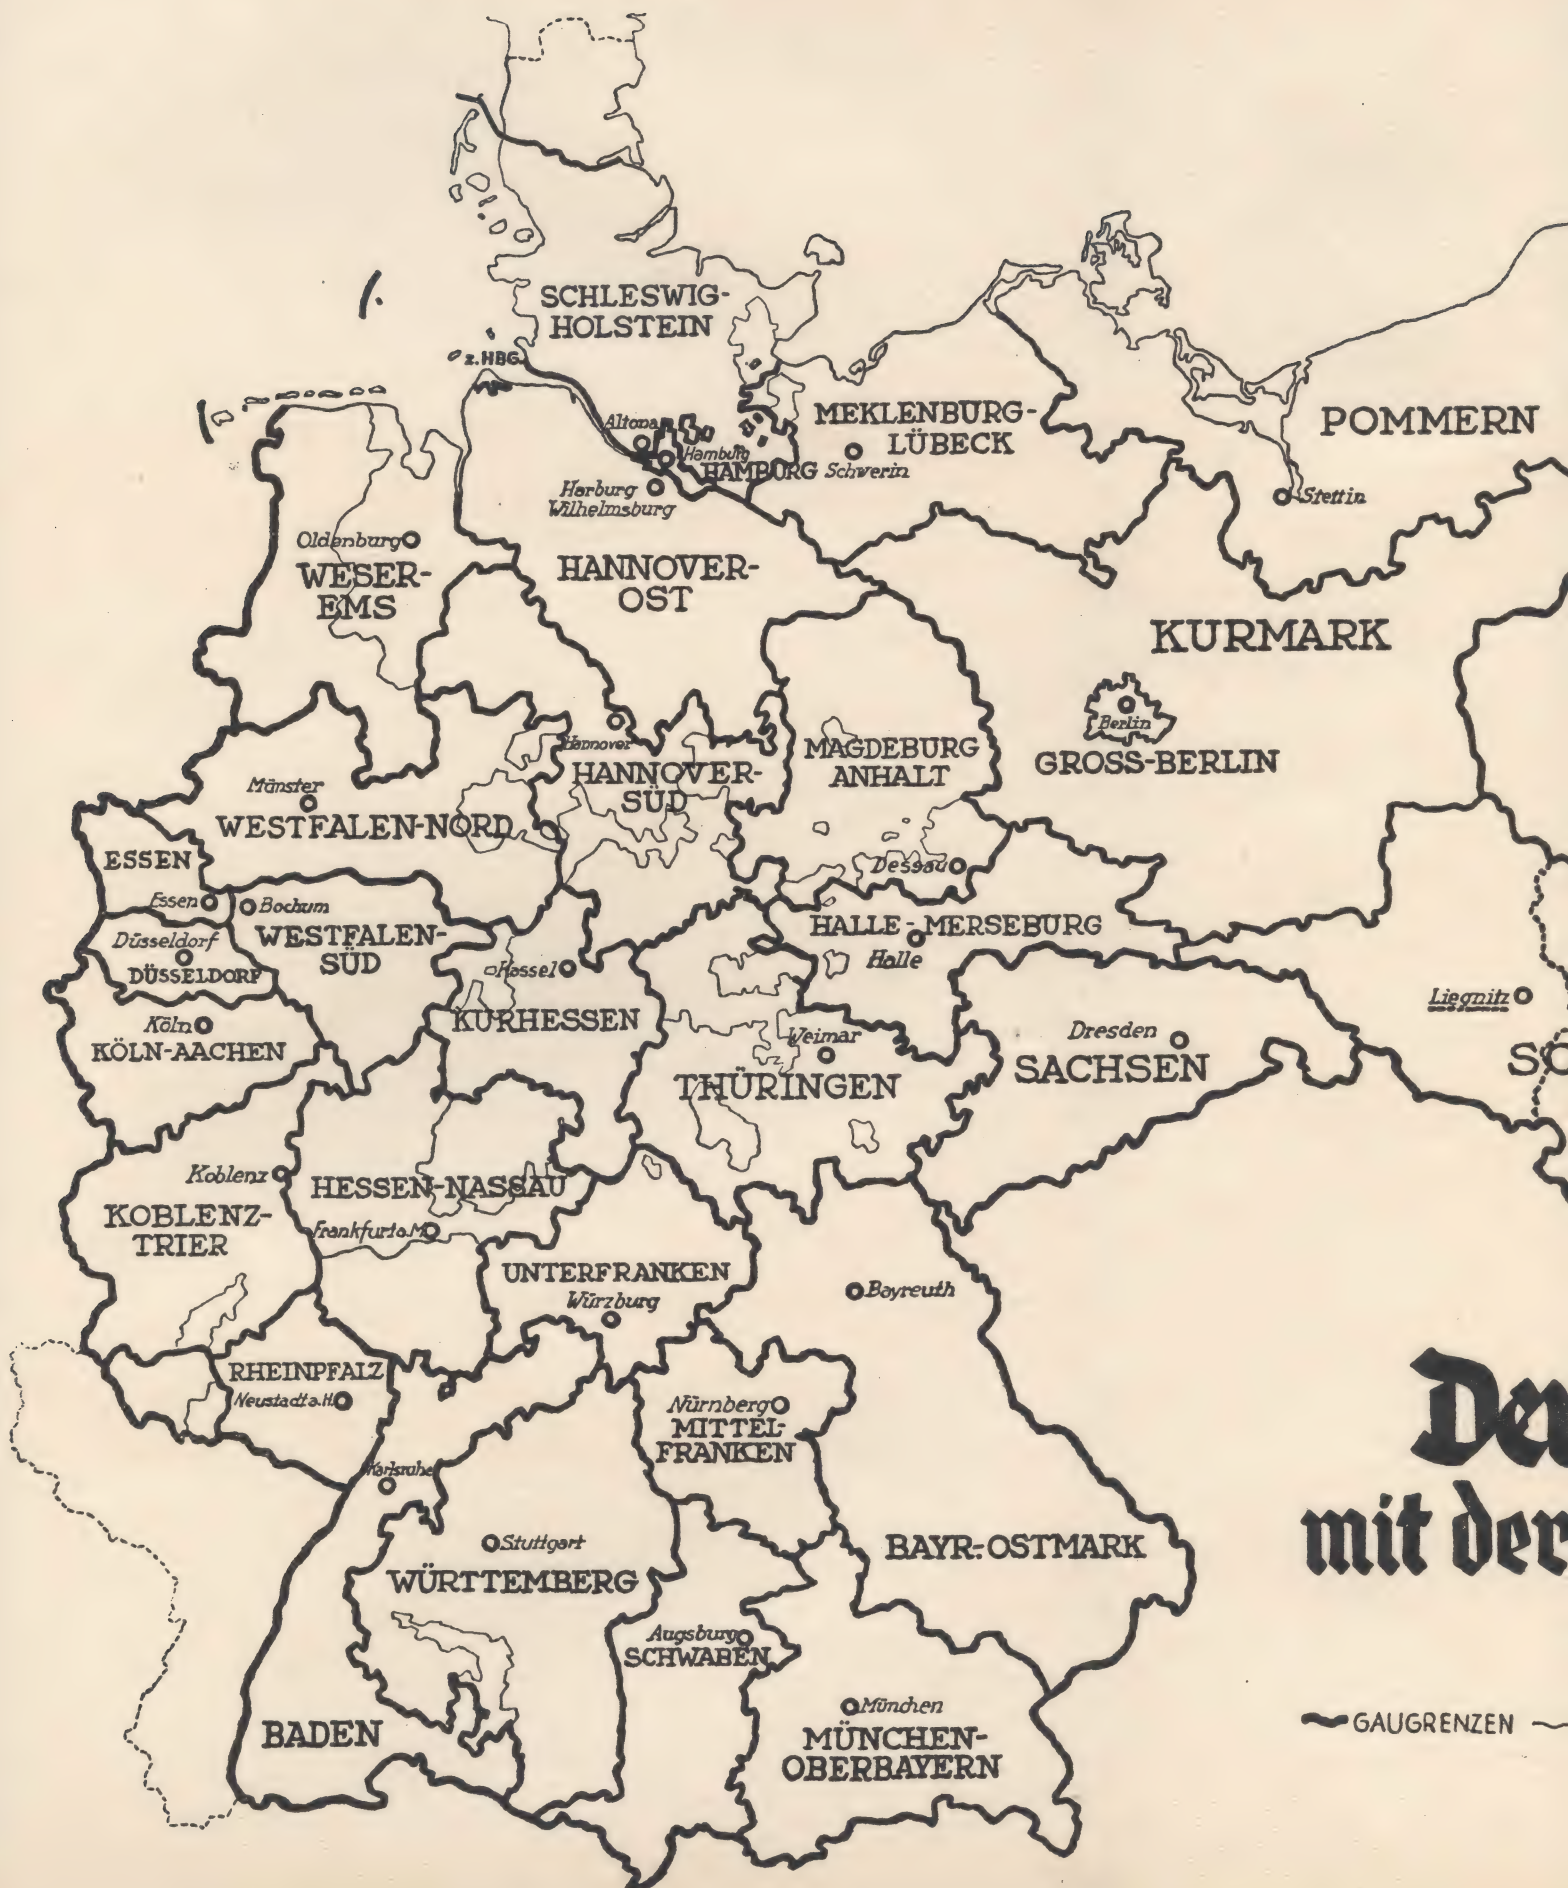 SCHLESWIG-
HOLSTEIN
z.HBG.
Altona
Hamburg
HAMBURG
Harburg
Wilhelmsburg
MEKLENBURG-
LÜBECK
Schwerin
POMMERN
Stettin
Oldenburg
WESER-
EMS
HANNOVER-
OST
KURMARK
Berlin
GROSS-BERLIN
Hannover
HANNOVER-
SÜD
MAGDEBURG
ANHALT
Dessau
Münster
WESTFALEN-NORD
ESSEN
Essen
Bochum
WESTFALEN-
SÜD
Düsseldorf
DÜSSELDORF
Köln
KÖLN-AACHEN
Kassel
KURHESSEN
HALLE-MERSEBURG
Halle
Weimar
THÜRINGEN
Dresden
SACHSEN
Liegnitz
Koblenz
KOBLENZ-
TRIER
HESSEN-NASSAU
Frankfurt a.M.
UNTERFRANKEN
Würzburg
Bayreuth
RHEINPFALZ
Neustadt a.H.
Nürnberg
MITTEL-
FRANKEN
Karlsruhe
Stuttgart
WÜRTTEMBERG
BAYR.-OSTMARK
Augsburg
SCHWABEN
BADEN
München
MÜNCHEN-
OBERBAYERN
mit der
GAUGRENZEN